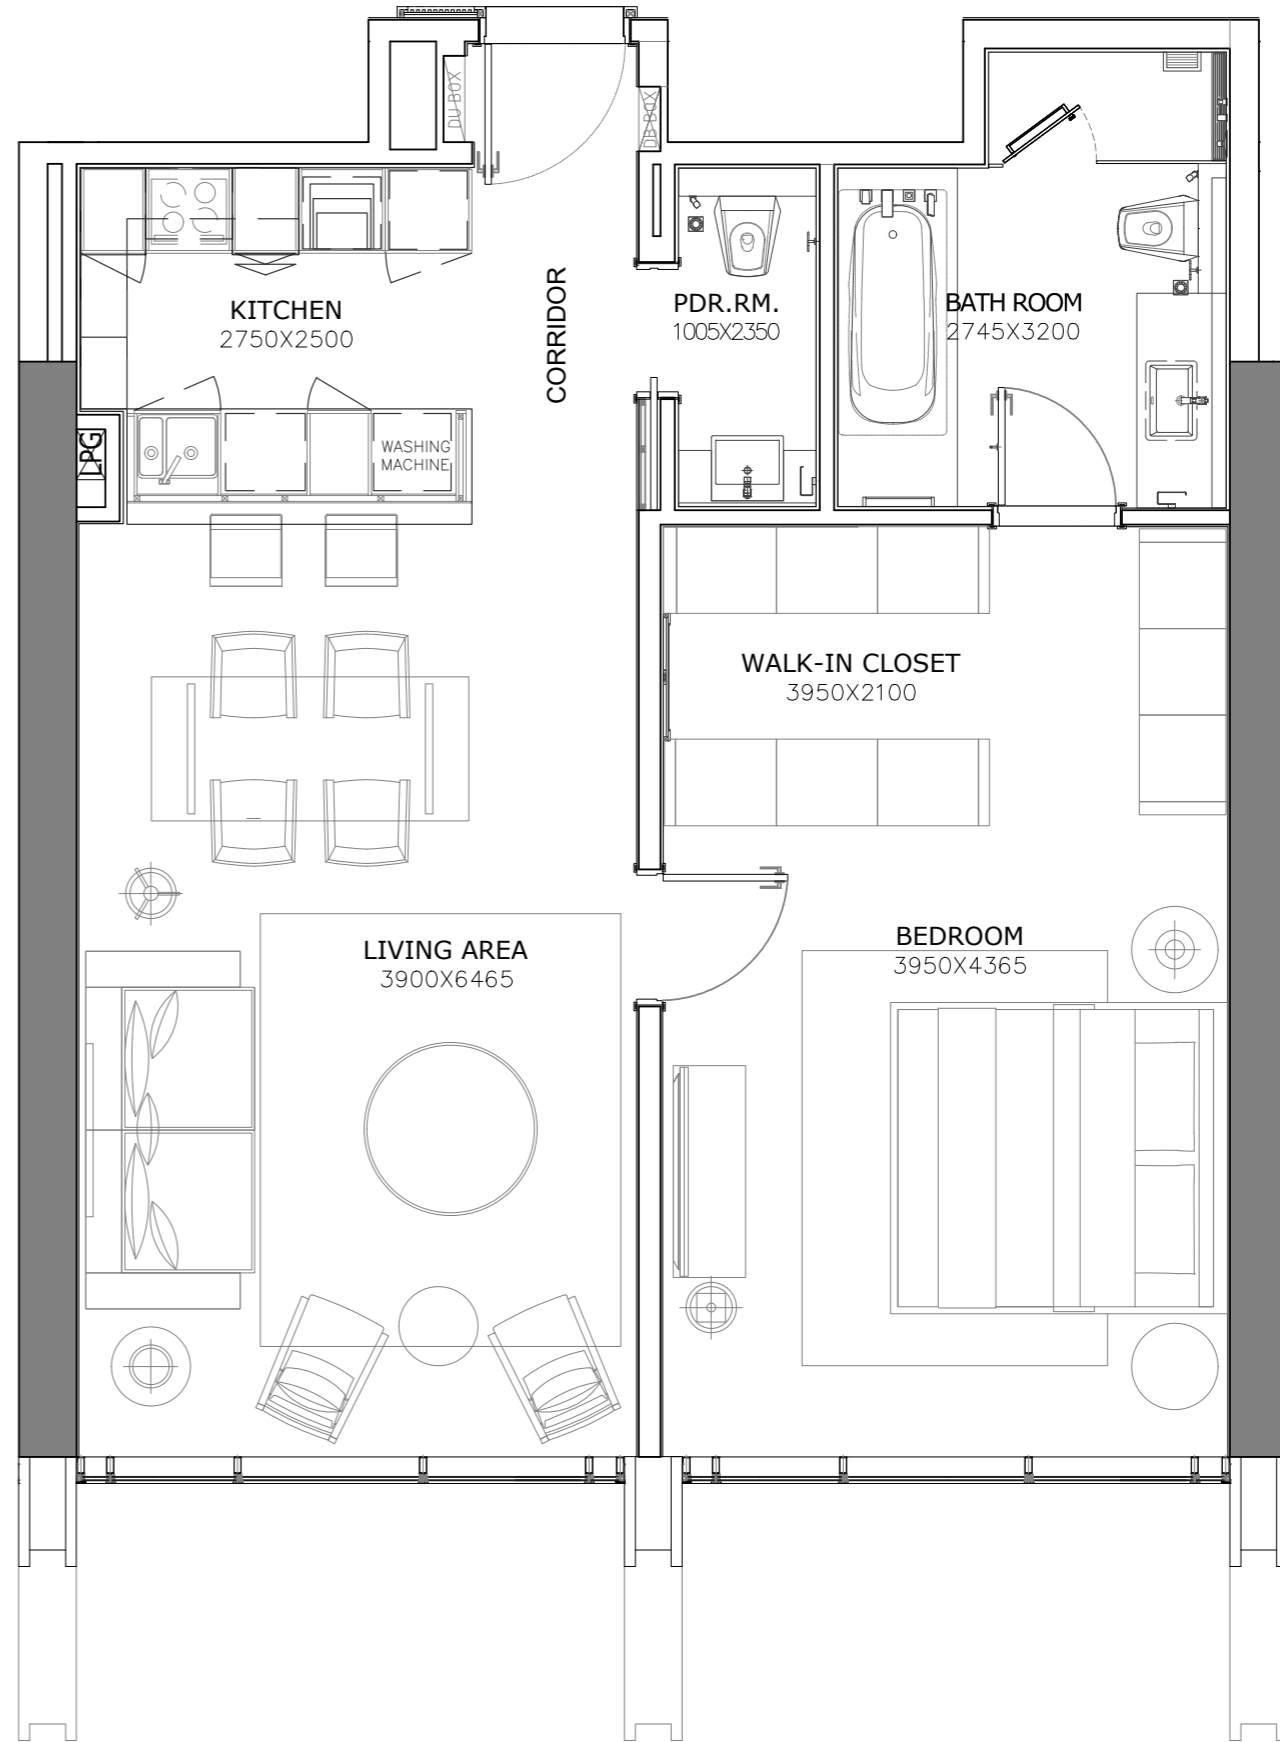 DU BOX
DB-BOX
KITCHEN
2750X2500
CORRIDOR
PDR.RM.
1005X2350
BATH ROOM
2745X3200
LPG
WASHING
MACHINE
WALK-IN CLOSET
3950X2100
LIVING AREA
3900X6465
BEDROOM
3950X4365